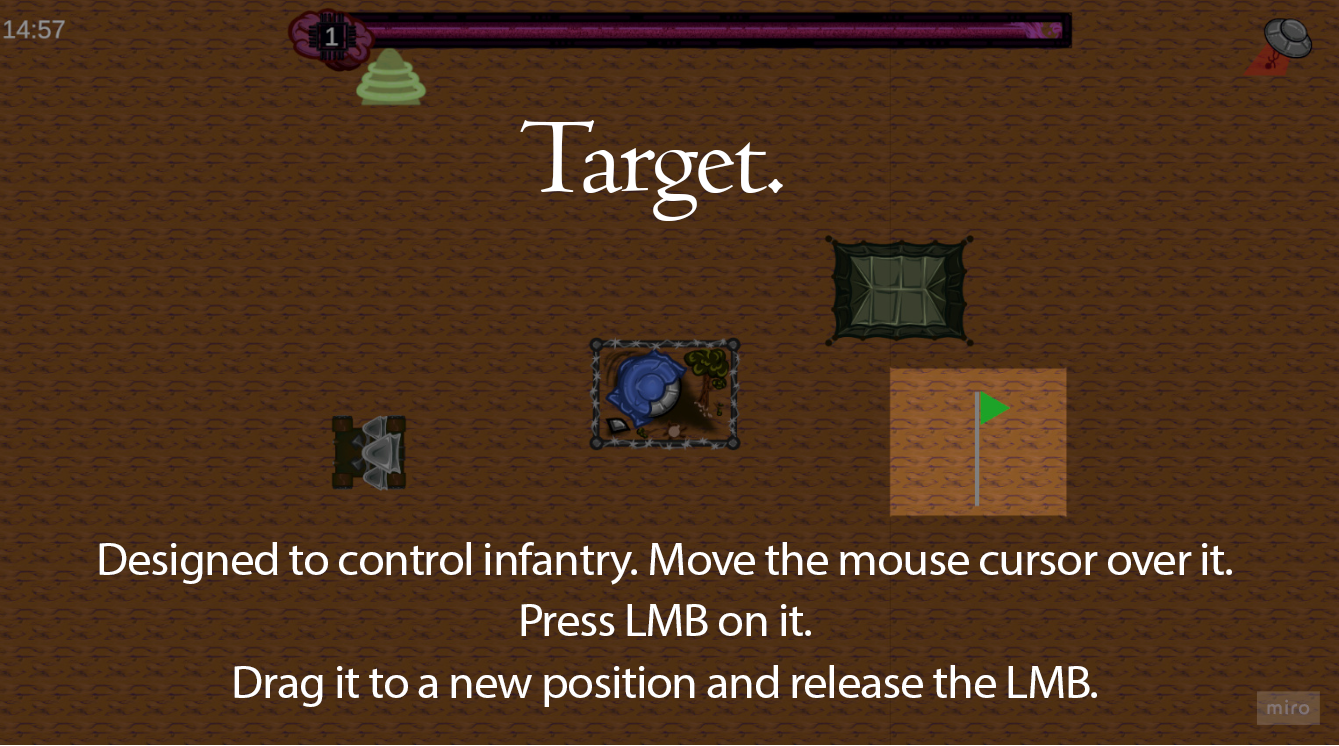 14:57
1
Target.
Designed to control infantry. Move the mouse cursor over it.
Press LMB on it.
Drag it to a new position and release the LMB.
miro